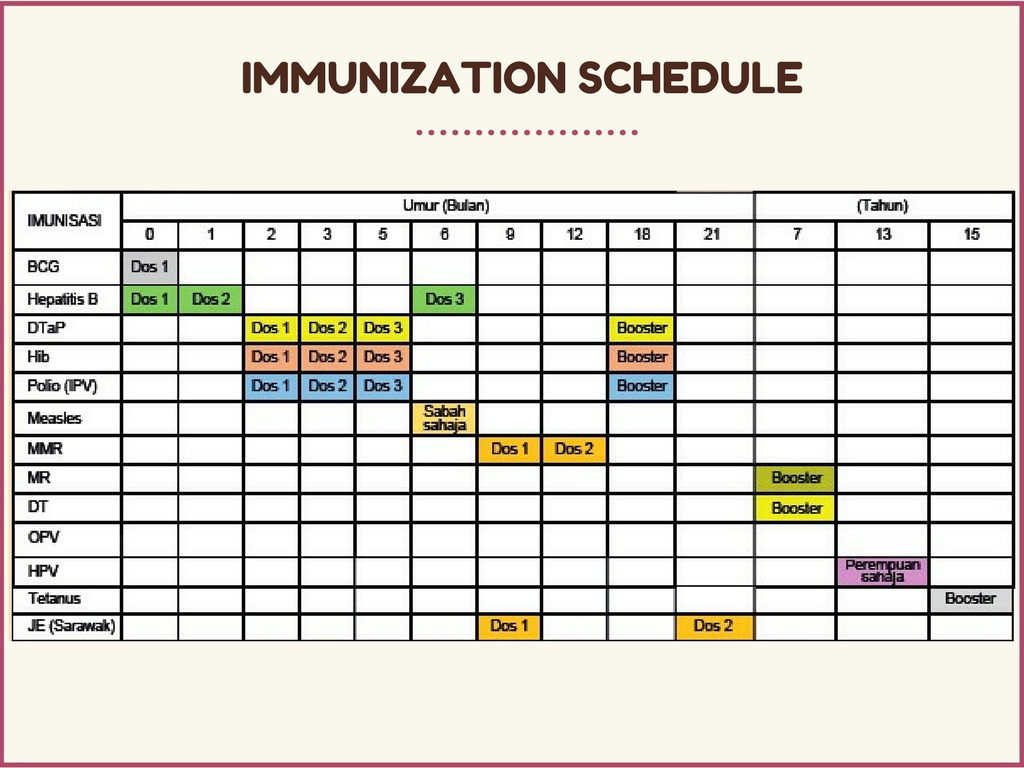 IMMUNIZATION SCHEDULE
IMUNISASI Umur (Bulan) (Tahun)
0 1 2 3 5 6 9 12 18 21 7 13 15
BCG Dos 1
Hepatitis B Dos 1 Dos 2 Dos 3
DTaP Dos 1 Dos 2 Dos 3 Booster
Hib Dos 1 Dos 2 Dos 3 Booster
Polio (IPV) Dos 1 Dos 2 Dos 3 Booster
Measles Sabah sahaja
MMR Dos 1 Dos 2
MR Booster
DT Booster
OPV
HPV Perempuan sahaja
Tetanus Booster
JE (Sarawak) Dos 1 Dos 2